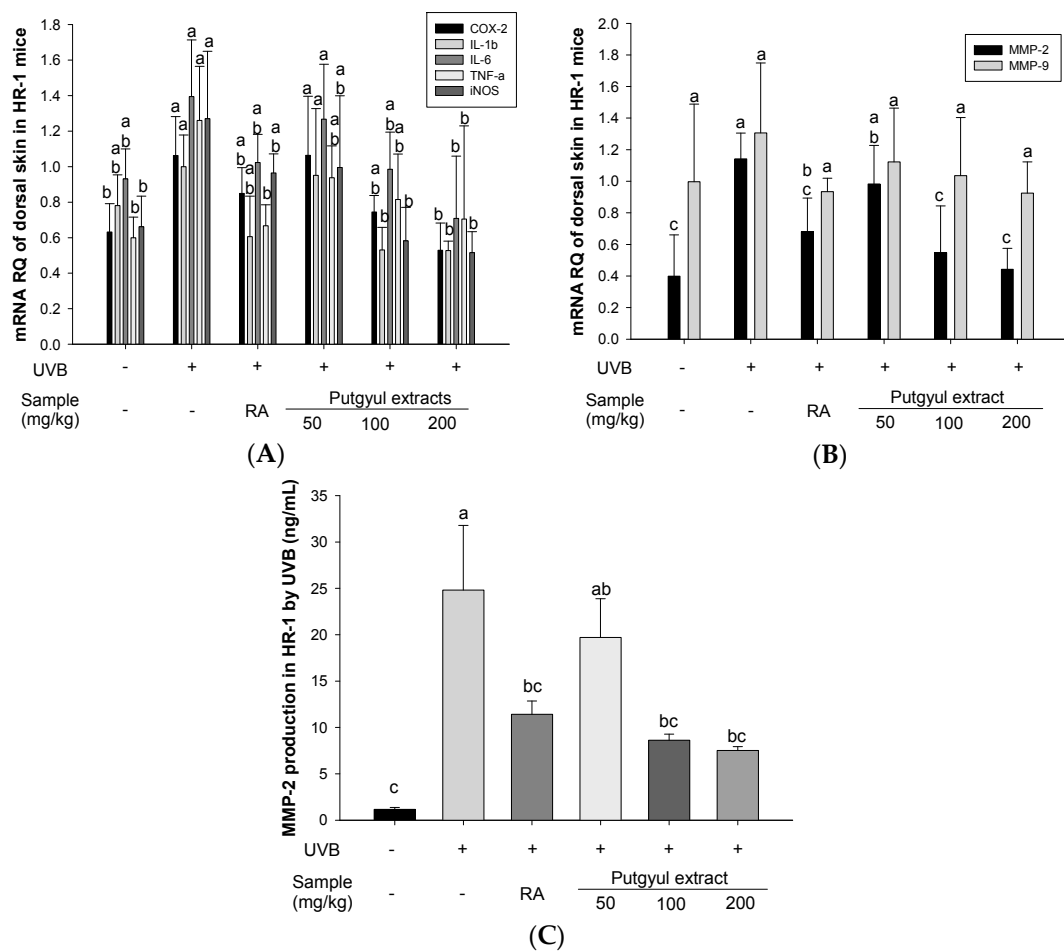 mRNA RQ of dorsal skin in HR-1 mice
1.8
1.6
1.4
1.2
1.0
0.8
0.6
0.4
0.2
0.0
COX-2
IL-1b
IL-6
TNF-a
iNOS
UVB - + + + + +
Sample
(mg/kg)
- - RA
Putgyul extracts
50 100 200
(A)
mRNA RQ of dorsal skin in HR-1 mice
2.0
1.8
1.6
1.4
1.2
1.0
0.8
0.6
0.4
0.2
0.0
MMP-2
MMP-9
c a
a a
b
c a
a
b a
c a
c a
UVB - + + + + +
Sample
(mg/kg)
- - RA
Putgyul extract
50 100 200
(B)
MMP-2 production in HR-1 by UVB (ng/mL)
35
30
25
20
15
10
5
0
c a bc ab bc bc
UVB - + + + + +
Sample
(mg/kg)
- - RA
Putgyul extract
50 100 200
(C)